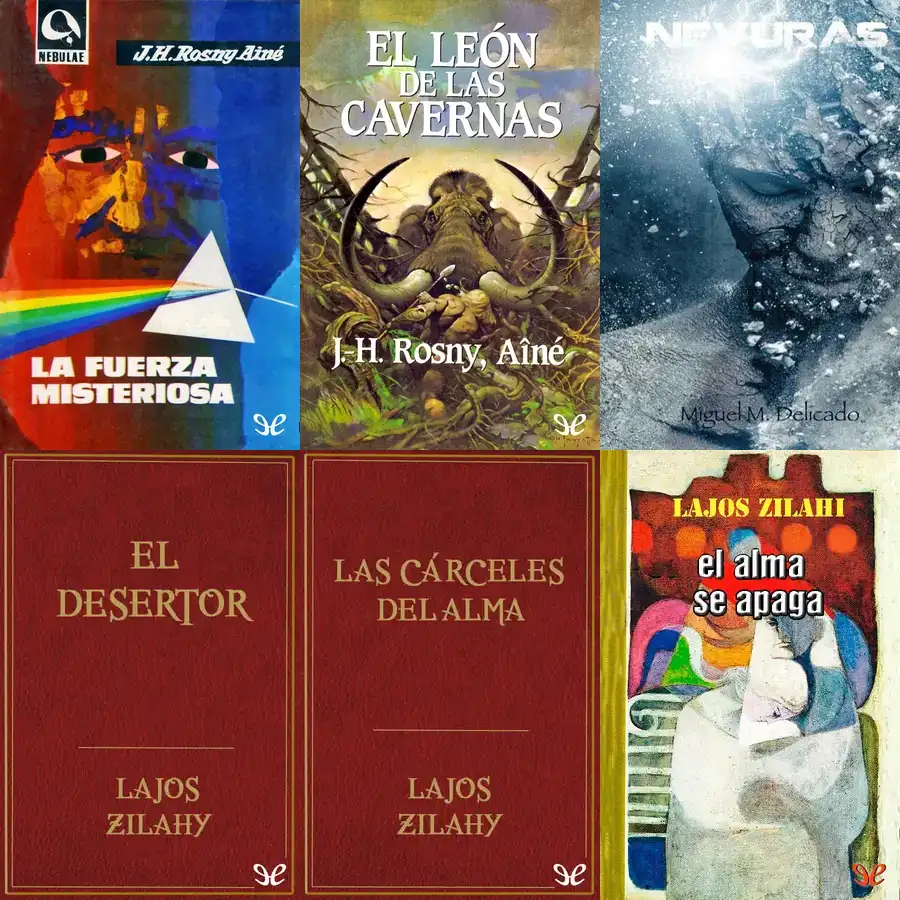 NEBULAE
J.H.Rosny Ainé
LA FUERZA
MISTERIOSA
EL LEÓN
DE LAS
CAVERNAS
J.-H. Rosny, Aîné
Miguel M. Delicado
EL
DESERTOR
LAJOS
ZILAHY
LAS CÁRCELES
DEL ALMA
LAJOS
ZILAHY
LAJOS ZILAHI
el alma
se apaga